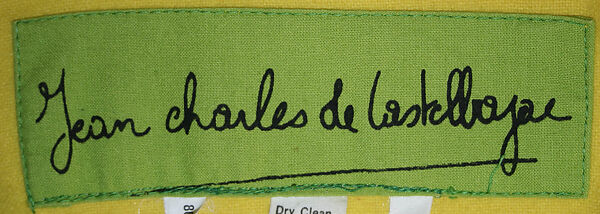 Jean charles de Castelbajac
Dry Clean